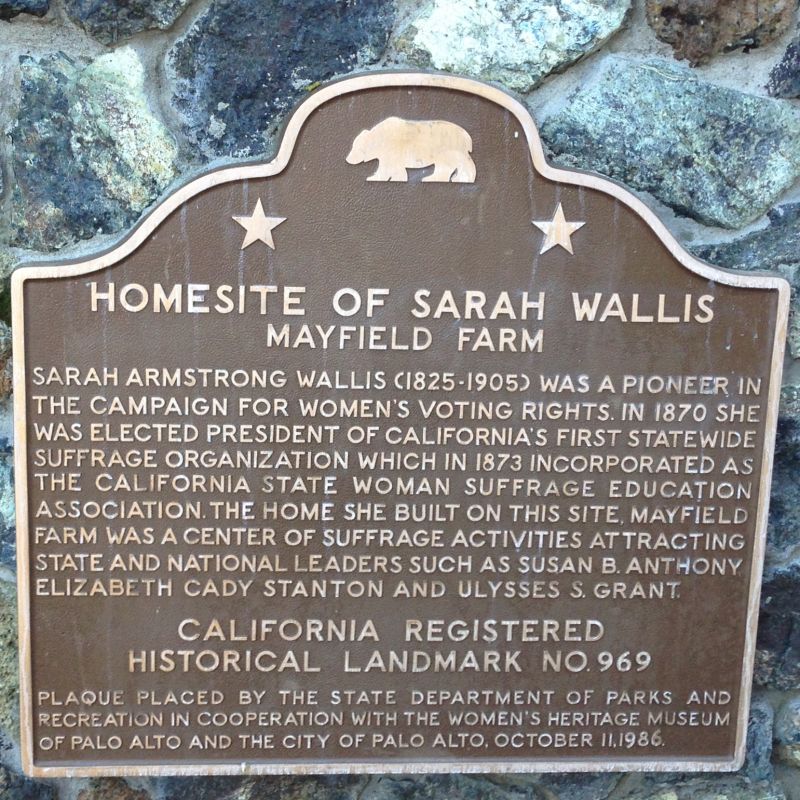 HOMESITE OF SARAH WALLIS
MAYFIELD FARM
SARAH ARMSTRONG WALLIS (1825-1905) WAS A PIONEER IN
THE CAMPAIGN FOR WOMEN'S VOTING RIGHTS. IN 1870 SHE
WAS ELECTED PRESIDENT OF CALIFORNIA'S FIRST STATEWIDE
SUFFRAGE ORGANIZATION WHICH IN 1873 INCORPORATED AS
THE CALIFORNIA STATE WOMAN SUFFRAGE EDUCATION
ASSOCIATION. THE HOME SHE BUILT ON THIS SITE, MAYFIELD
FARM WAS A CENTER OF SUFFRAGE ACTIVITIES ATTRACTING
STATE AND NATIONAL LEADERS SUCH AS SUSAN B. ANTHONY,
ELIZABETH CADY STANTON AND ULYSSES S. GRANT.
CALIFORNIA REGISTERED
HISTORICAL LANDMARK NO. 969
PLAQUE PLACED BY THE STATE DEPARTMENT OF PARKS AND
RECREATION IN COOPERATION WITH THE WOMEN'S HERITAGE MUSEUM
OF PALO ALTO AND THE CITY OF PALO ALTO, OCTOBER 11, 1986.